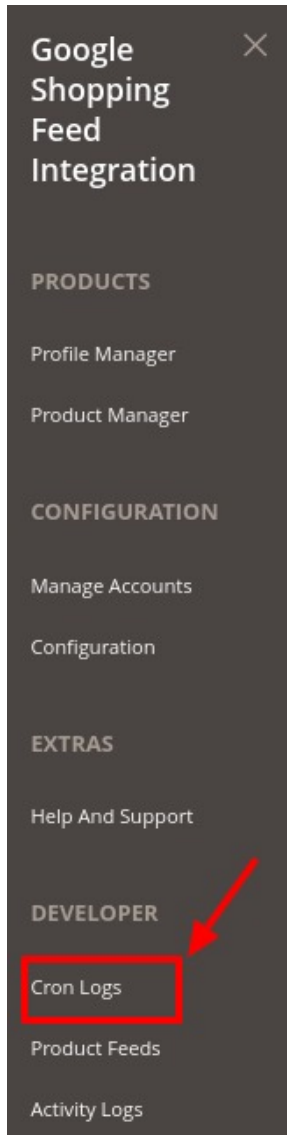 Google
Shopping
Feed
Integration
PRODUCTS
Profile Manager
Product Manager
CONFIGURATION
Manage Accounts
Configuration
EXTRAS
Help And Support
DEVELOPER
Cron Logs
Product Feeds
Activity Logs